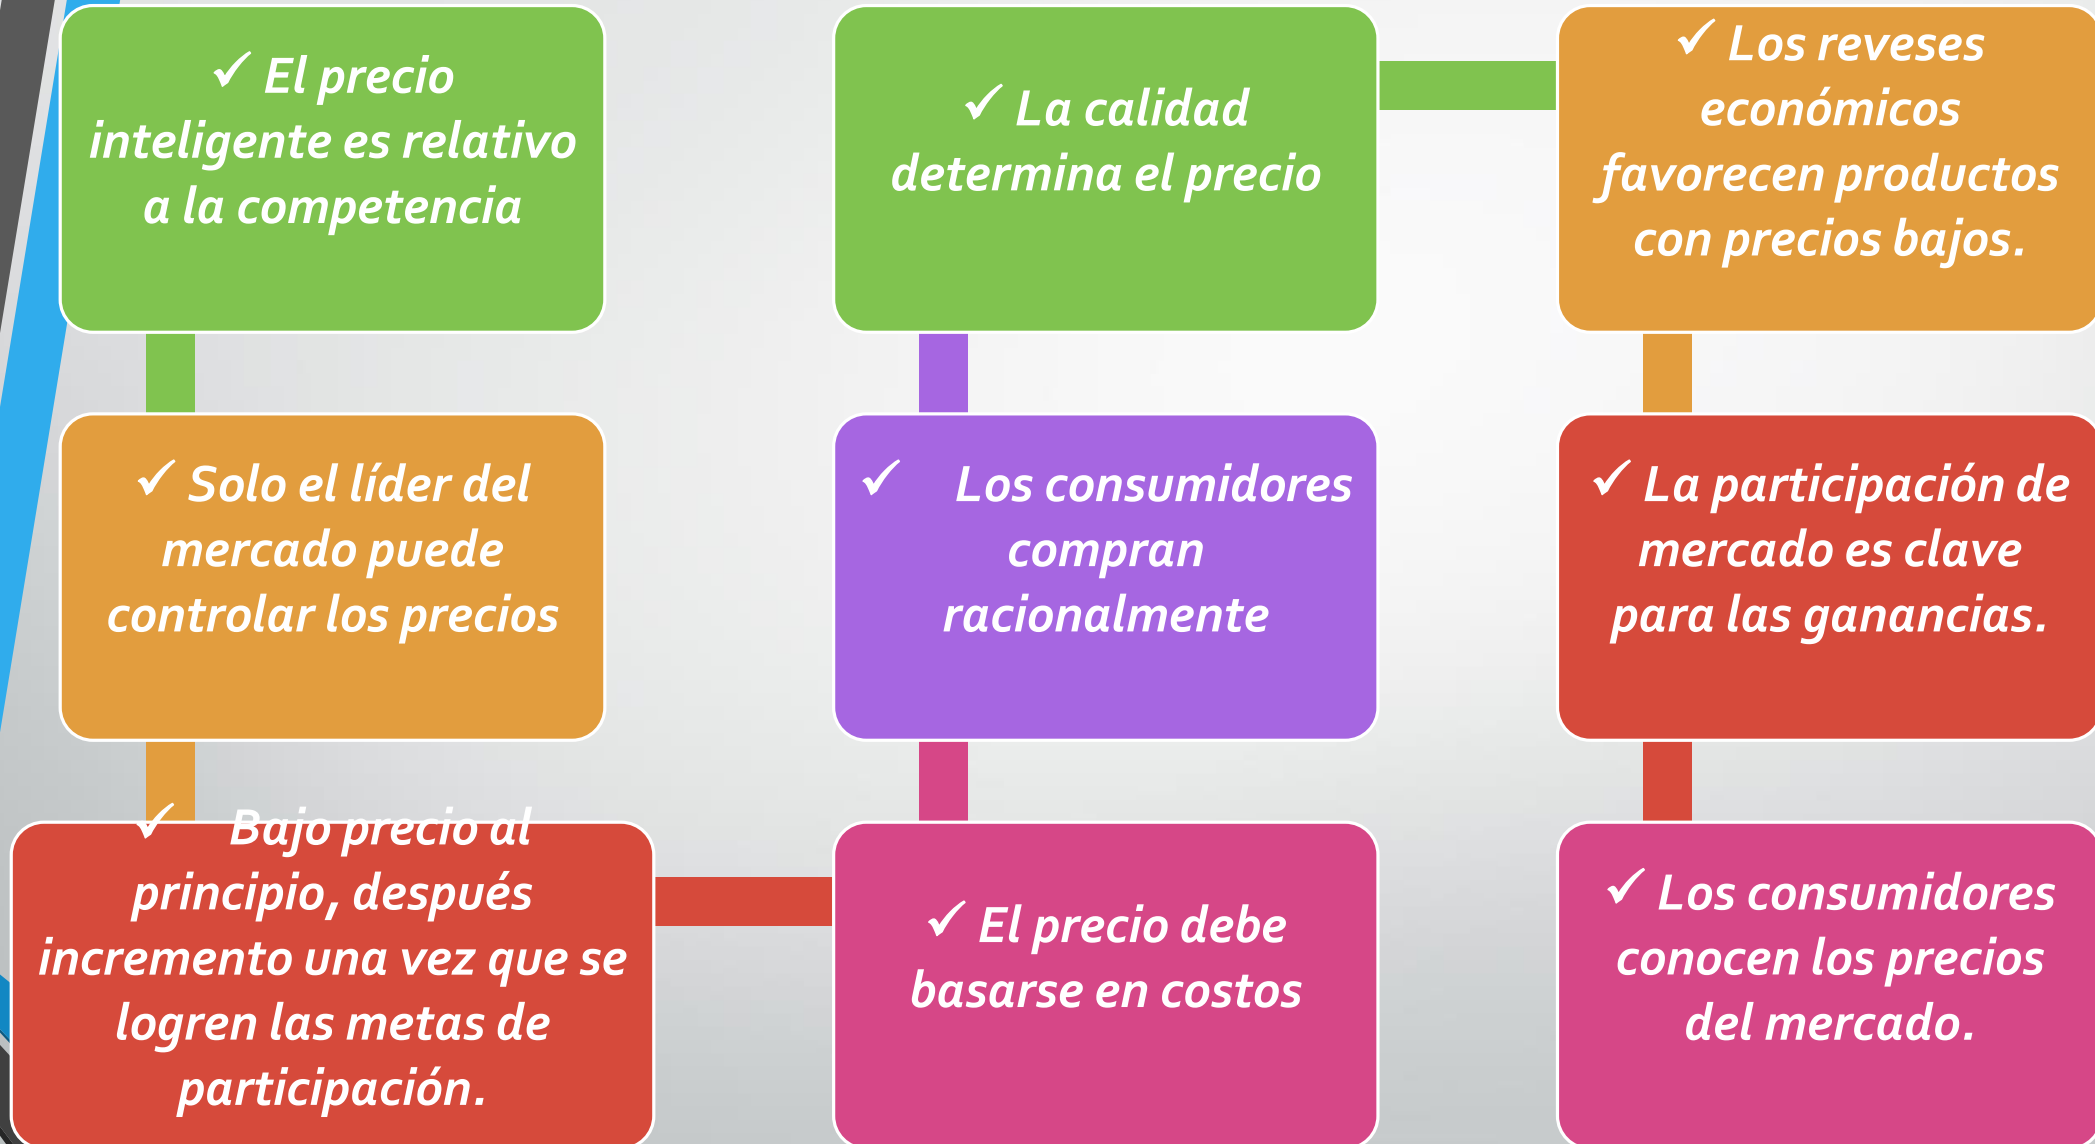 ✓ El precio
inteligente es relativo
a la competencia
✓ Solo el líder del
mercado puede
controlar los precios
✓ Bajo precio al
principio, después
incremento una vez que se
logren las metas de
participación.
✓ El precio debe
basarse en costos
✓ Los consumidores
compran
racionalmente
✓ La calidad
determina el precio
✓ Los reveses
económicos
favorecen productos
con precios bajos.
✓ La participación de
mercado es clave
para las ganancias.
✓ Los consumidores
conocen los precios
del mercado.